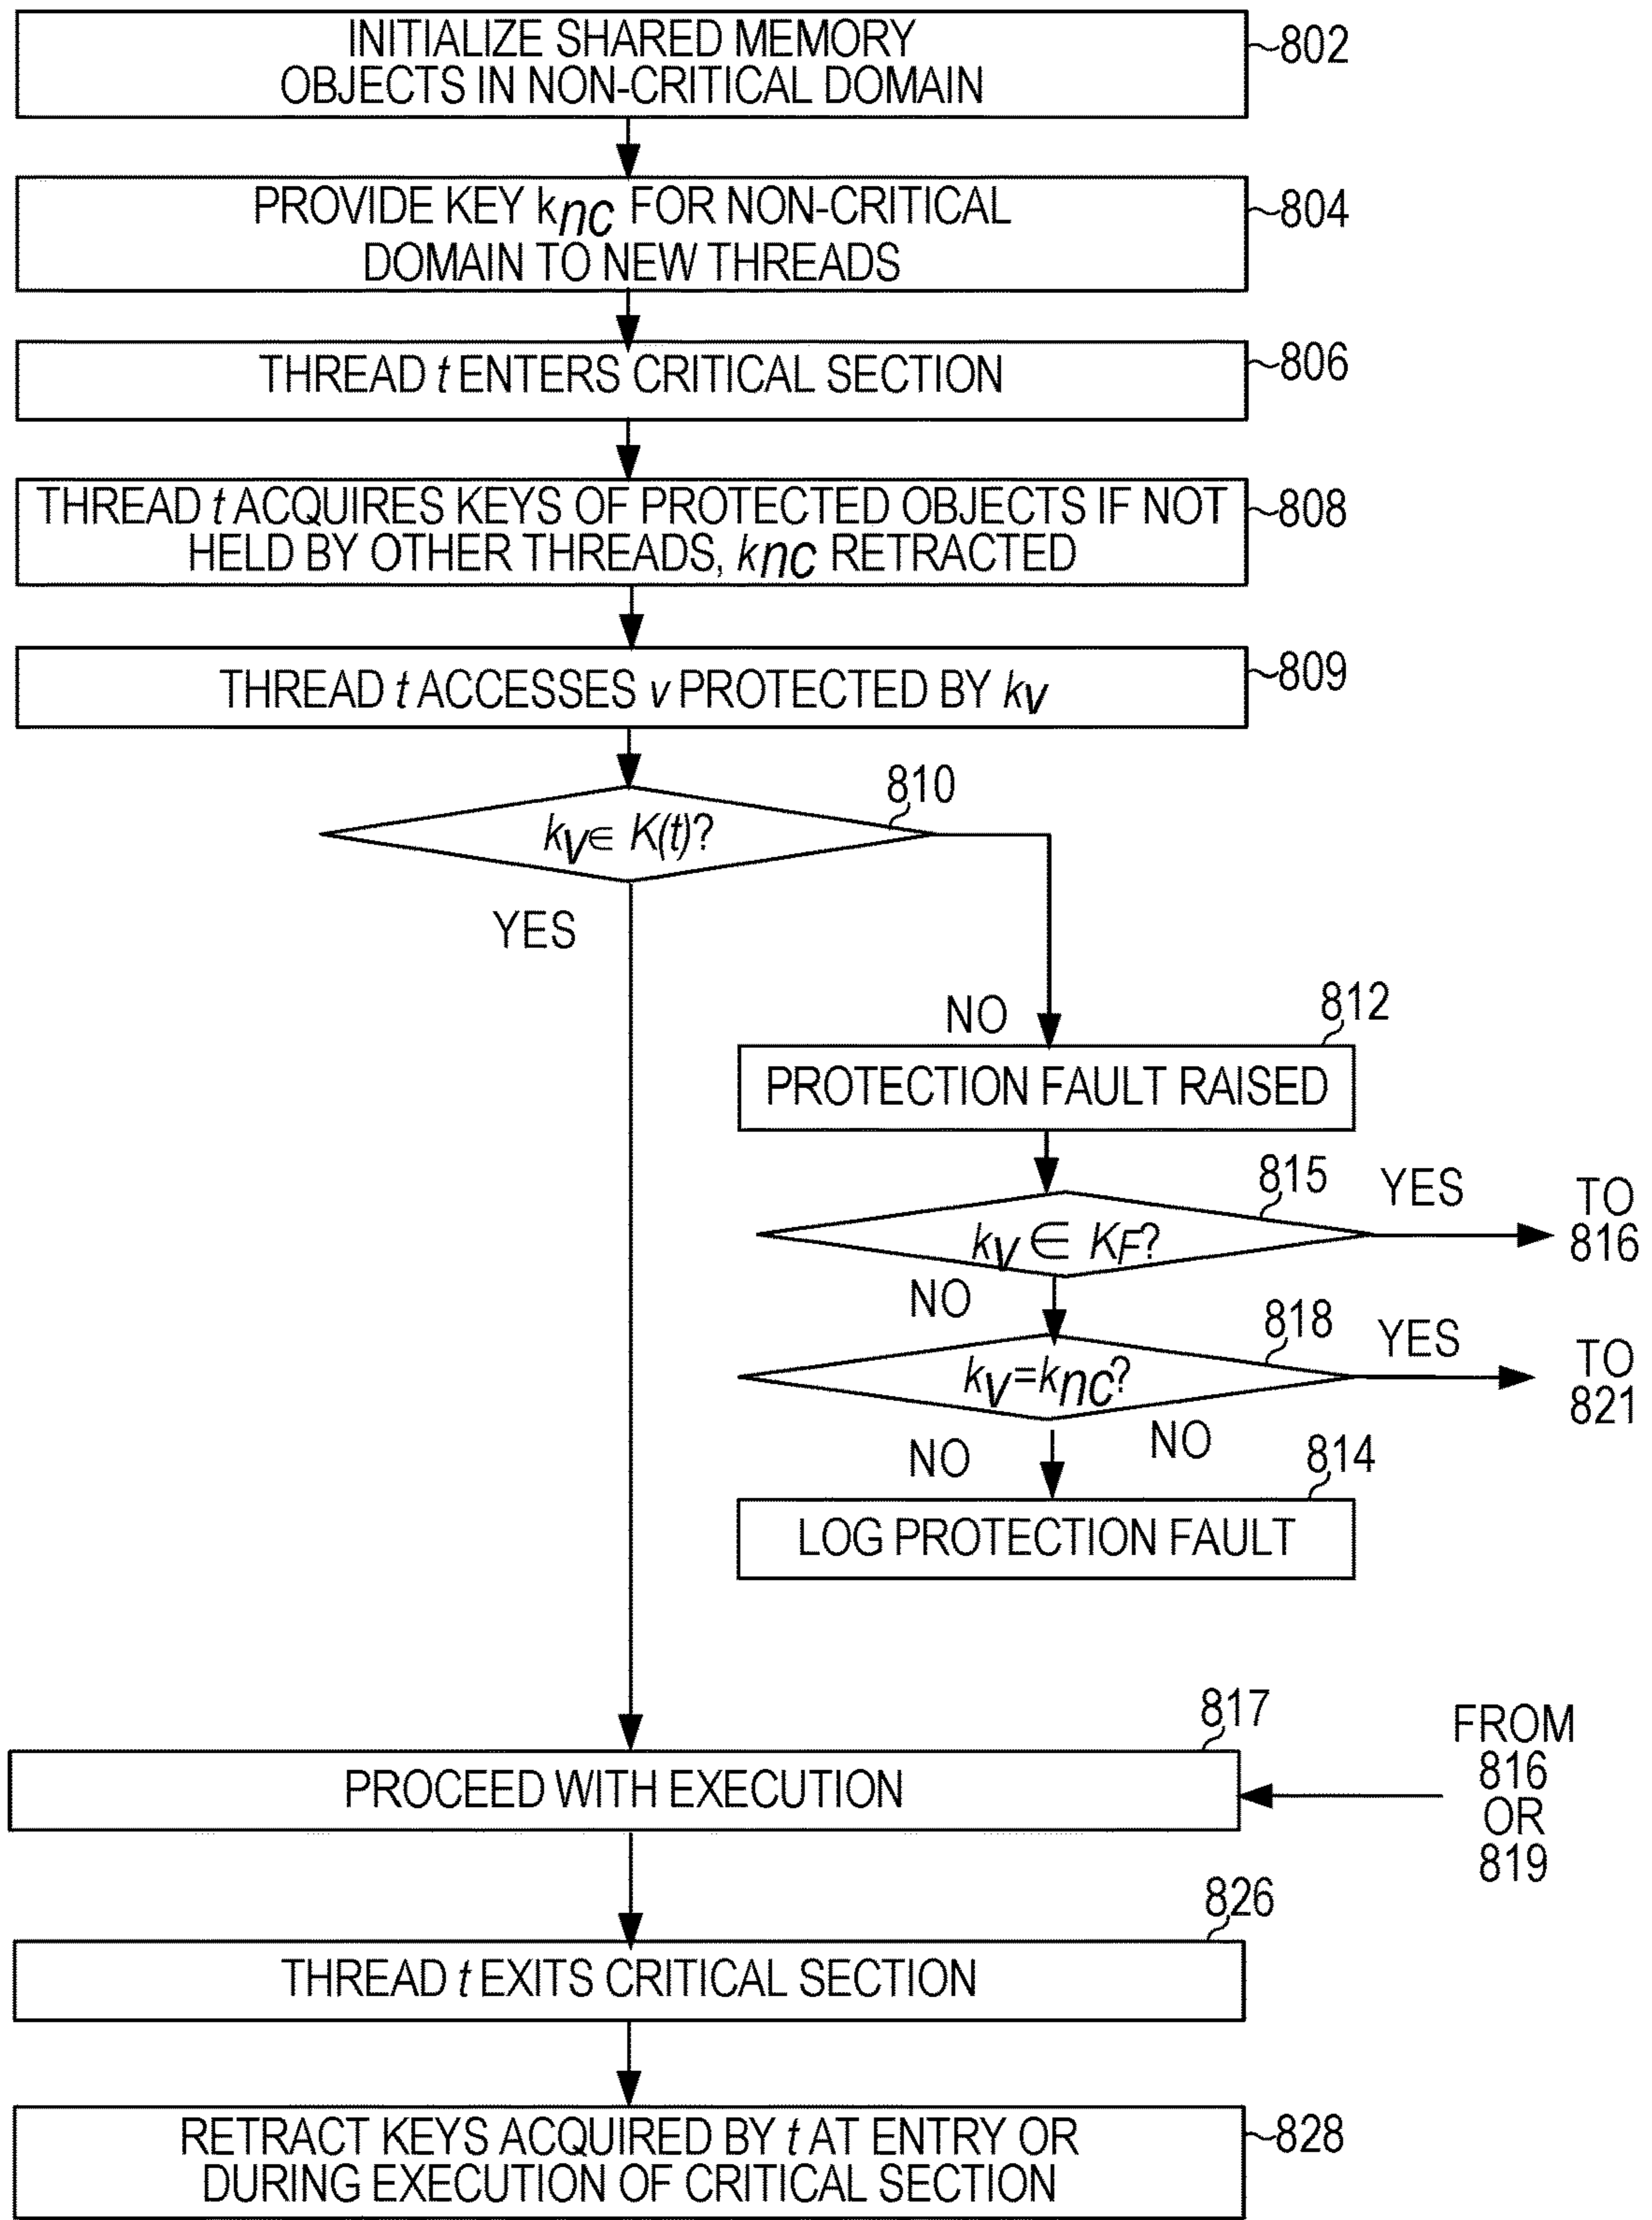 INITIALIZE SHARED MEMORY
OBJECTS IN NON-CRITICAL DOMAIN
802
PROVIDE KEY knc FOR NON-CRITICAL
DOMAIN TO NEW THREADS
804
THREAD t ENTERS CRITICAL SECTION
806
THREAD t ACQUIRES KEYS OF PROTECTED OBJECTS IF NOT
HELD BY OTHER THREADS, knc RETRACTED
808
THREAD t ACCESSES v PROTECTED BY kv
809
810
kv ∈ K(t)?
YES
NO
812
PROTECTION FAULT RAISED
815
YES
TO
816
kv ∈ KF?
NO
818
YES
TO
821
kv=knc?
NO
NO
814
LOG PROTECTION FAULT
817
PROCEED WITH EXECUTION
FROM
816
OR
819
826
THREAD t EXITS CRITICAL SECTION
RETRACT KEYS ACQUIRED BY t AT ENTRY OR
DURING EXECUTION OF CRITICAL SECTION
828